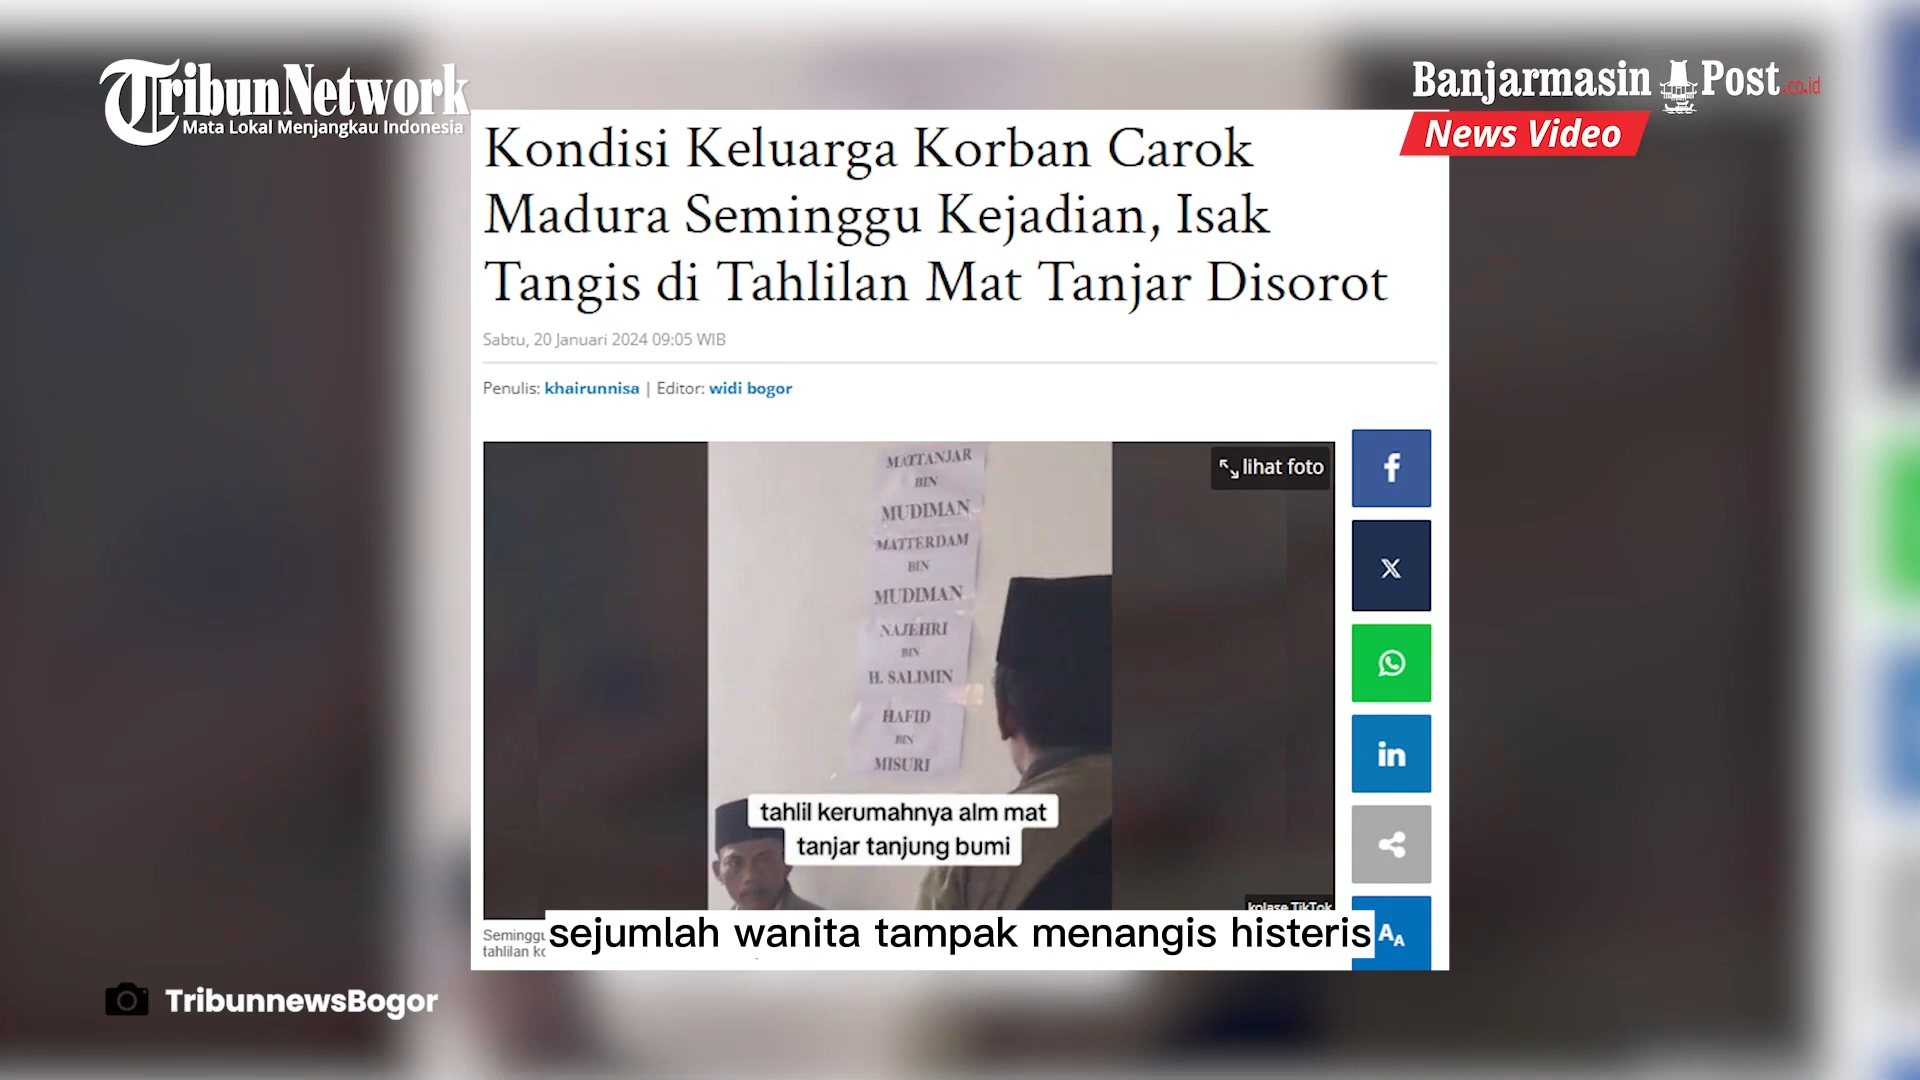 TribunNetwork
Mata Lokal Menjangkau Indonesia
Banjarmasin Post.co.id
News Video
Kondisi Keluarga Korban Carok
Madura Seminggu Kejadian, Isak
Tangis di Tahlilan Mat Tanjar Disorot
Sabtu, 20 Januari 2024 09:05 WIB
Penulis: khairunnisa | Editor: widi bogor
lihat foto
MATTANJAR
BIN
MUDIMAN
MATTERDAM
BIN
MUDIMAN
NAJEHRI
BIN
H. SALIMIN
HAFID
BIN
MISURI
tahlil kerumahnya alm mat
tanjar tanjung bumi
kolase TikTok
Seminggu
tahlilan
sejumlah wanita tampak menangis histeris
AA
TribunnewsBogor